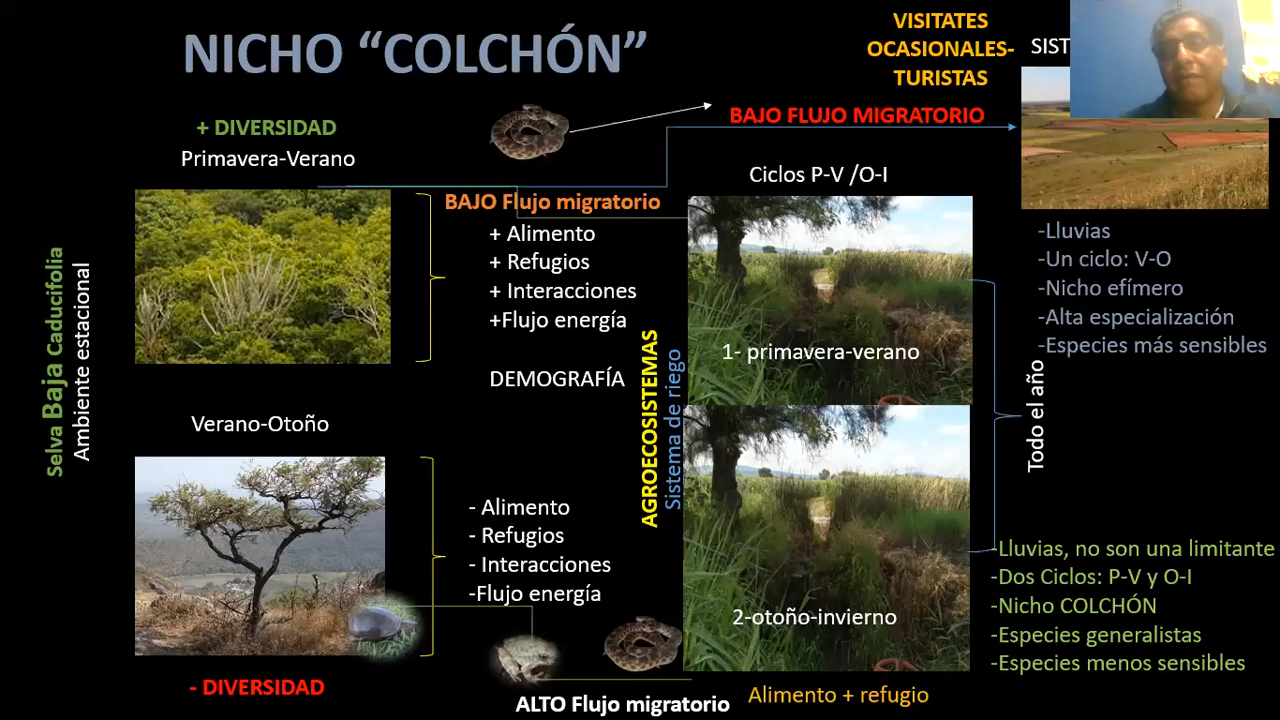 NICHO “COLCHÓN”
VISITATES
OCASIONALES-
TURISTAS
SIST
+ DIVERSIDAD
Primavera-Verano
BAJO FLUJO MIGRATORIO
Ciclos P-V /O-I
BAJO Flujo migratorio
+ Alimento
+ Refugios
+ Interacciones
+Flujo energía
DEMOGRAFÍA
Selva Baja Caducifolia
Ambiente estacional
AGROECOSISTEMAS
Sistema de riego
1- primavera-verano
-Lluvias
-Un ciclo: V-O
-Nicho efímero
-Alta especialización
-Especies más sensibles
Todo el año
Verano-Otoño
- Alimento
- Refugios
- Interacciones
-Flujo energía
2-otoño-invierno
-Lluvias, no son una limitante
-Dos Ciclos: P-V y O-I
-Nicho COLCHÓN
-Especies generalistas
-Especies menos sensibles
- DIVERSIDAD
ALTO Flujo migratorio
Alimento + refugio